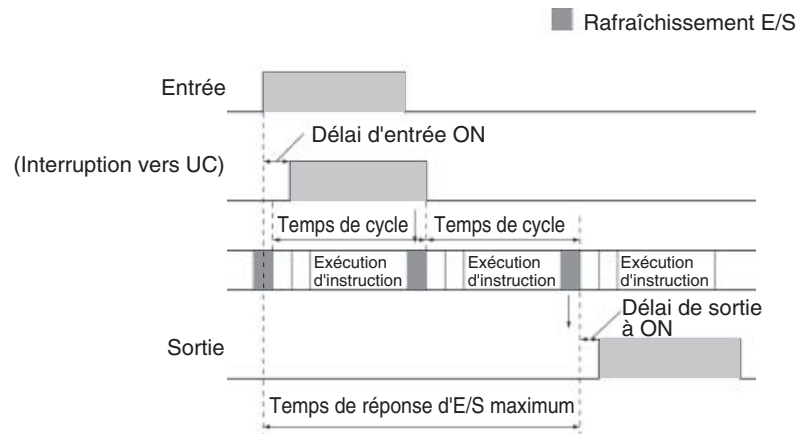 Rafraîchissement E/S
Entrée
Délai d'entrée ON
(Interruption vers UC)
Temps de cycle
Temps de cycle
Exécution
d'instruction
Exécution
d'instruction
Exécution
d'instruction
Délai de sortie
à ON
Sortie
Temps de réponse d'E/S maximum